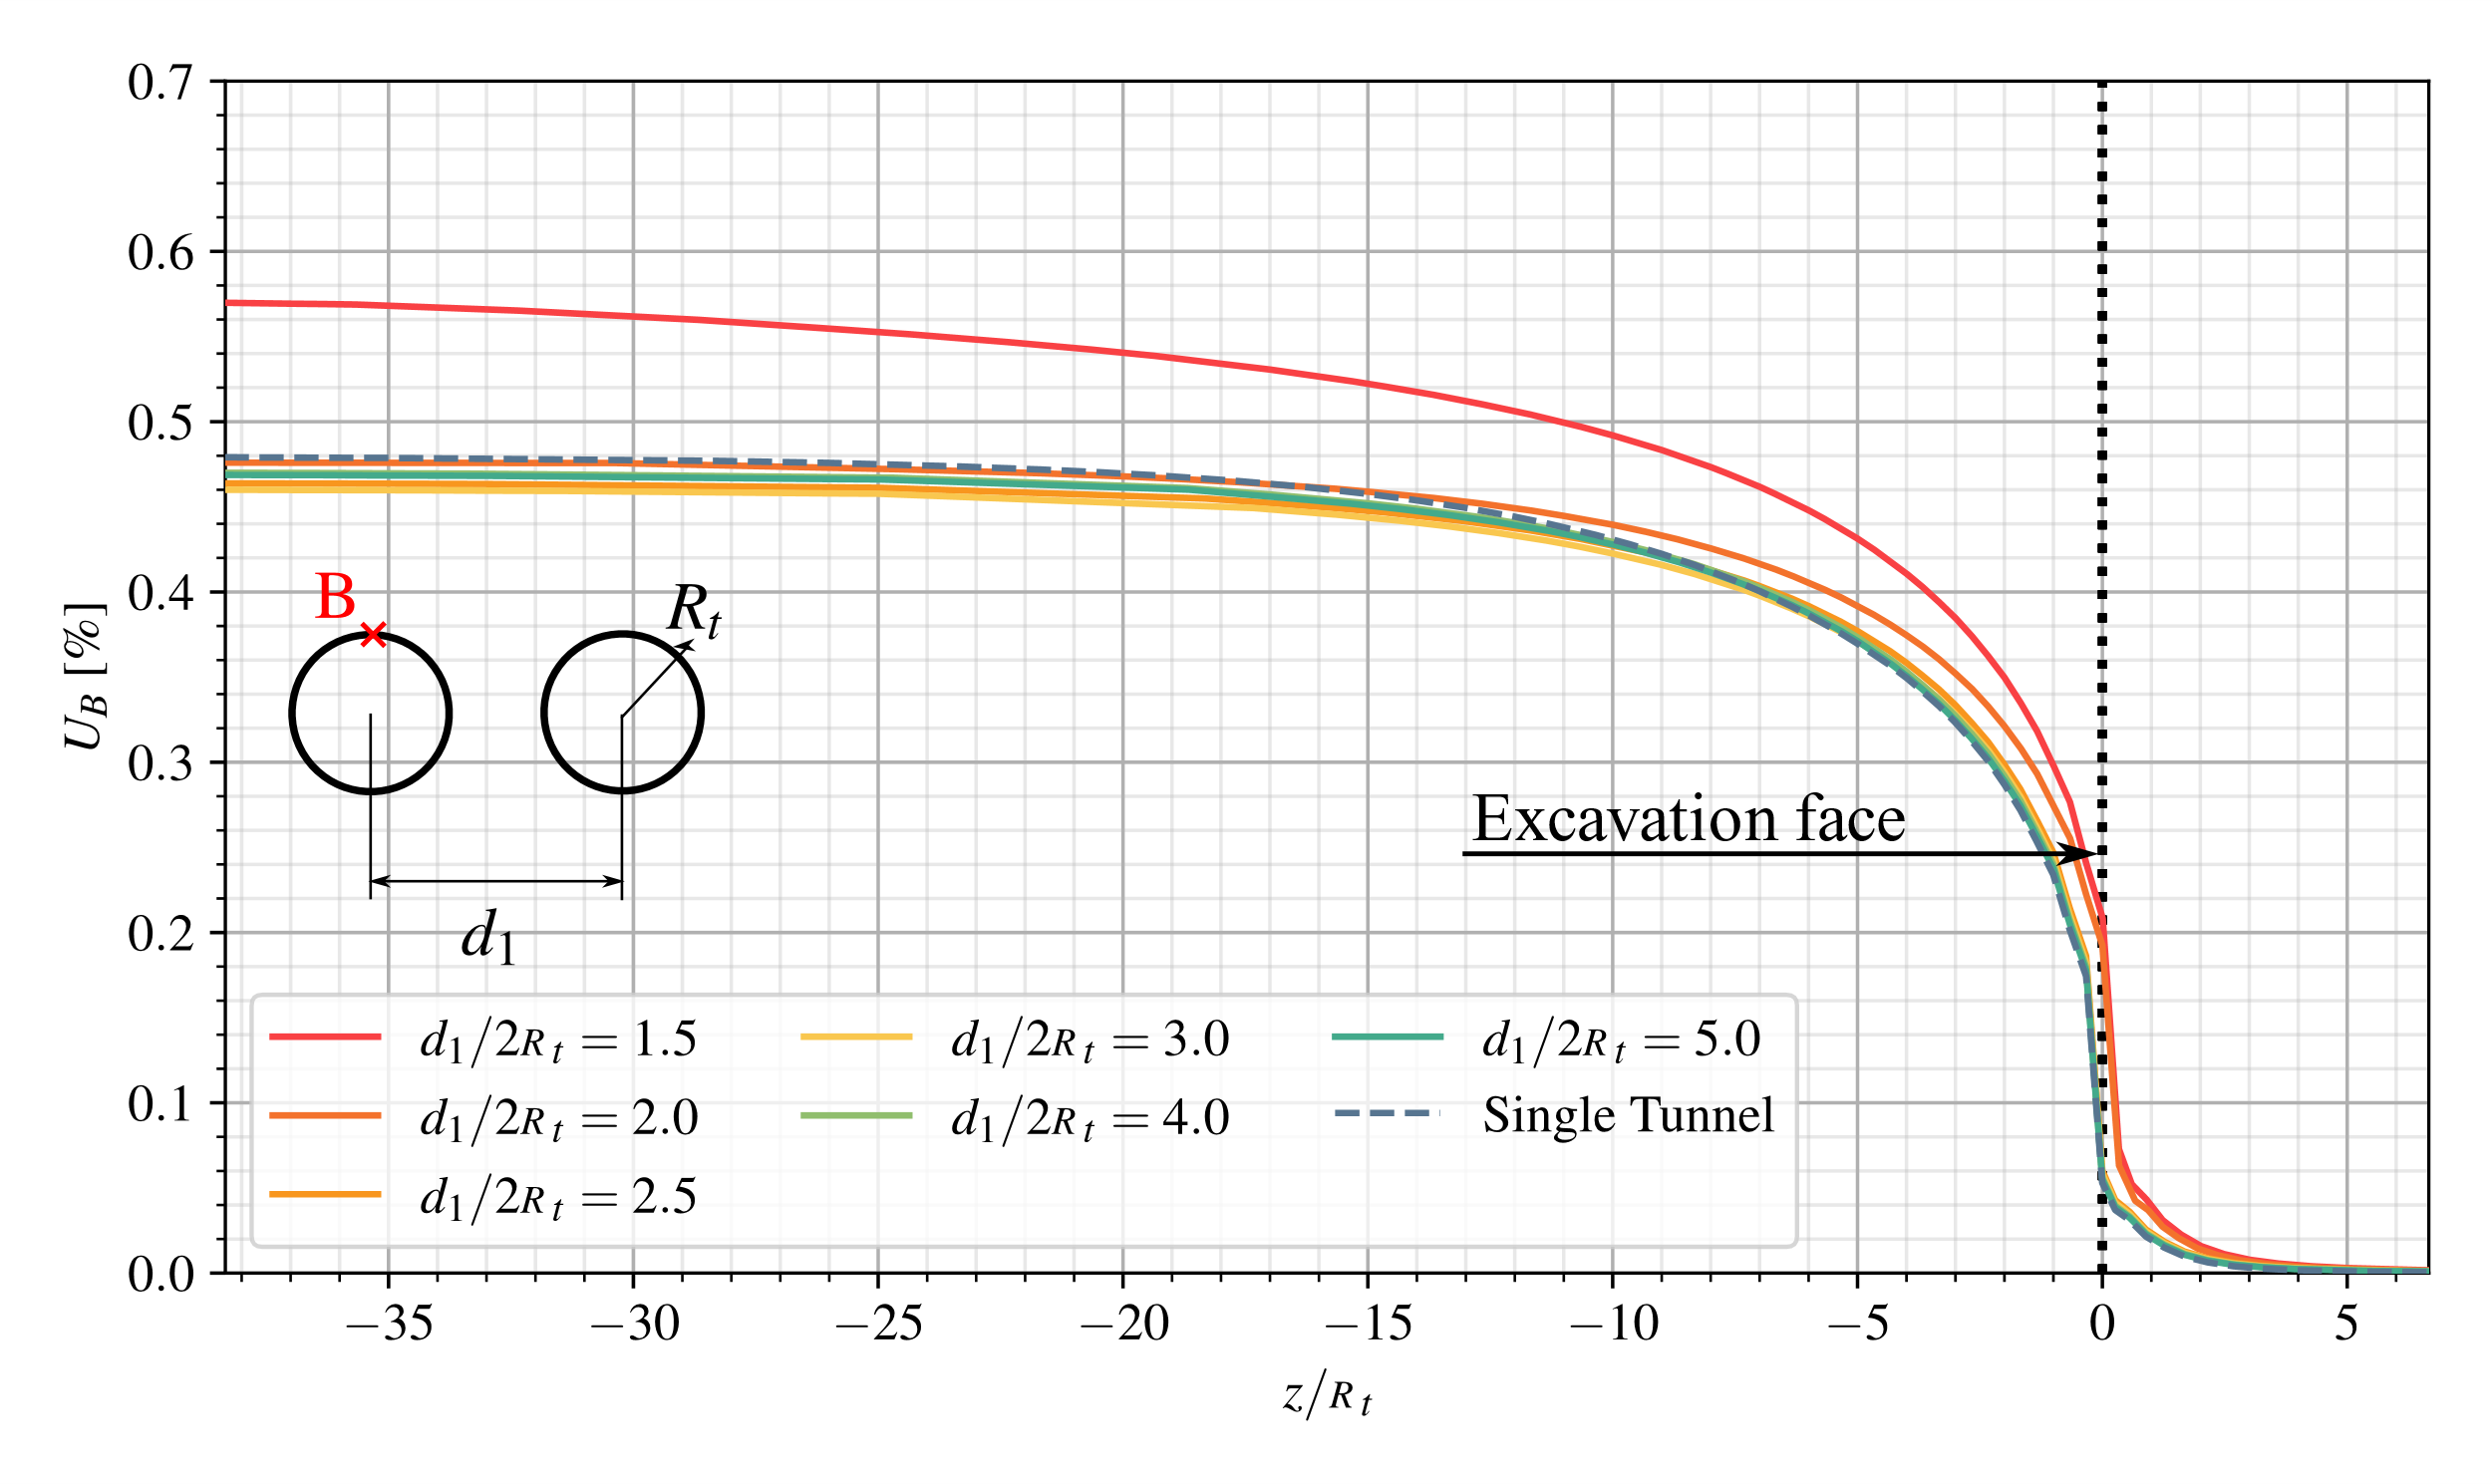 0.7
0.6
0.5
0.4
0.3
0.2
0.1
0.0
U_B [%]
B
R_t
d_1
Excavation face
d_1/2R_t = 1.5
d_1/2R_t = 2.0
d_1/2R_t = 2.5
d_1/2R_t = 3.0
d_1/2R_t = 4.0
d_1/2R_t = 5.0
Single Tunnel
−35 −30 −25 −20 −15 −10 −5 0 5
z/R_t